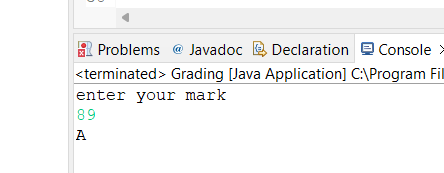 Problems @ Javadoc Declaration Console
<terminated> Grading [Java Application] C:\Program Fil
enter your mark
89
A